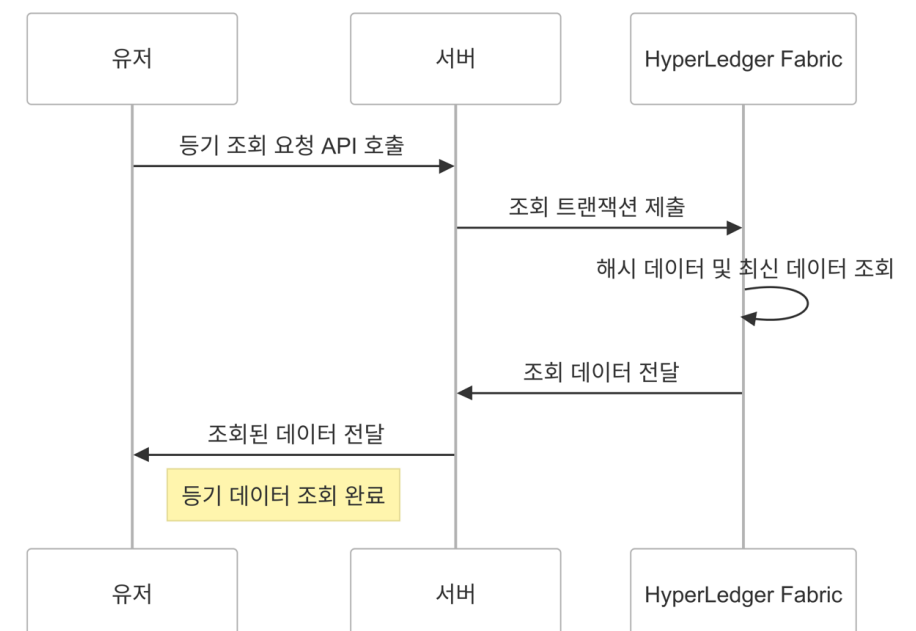 유저
서버
HyperLedger Fabric
등기 조회 요청 API 호출
조회 트랜잭션 제출
해시 데이터 및 최신 데이터 조회
조회 데이터 전달
조회된 데이터 전달
등기 데이터 조회 완료
유저
서버
HyperLedger Fabric